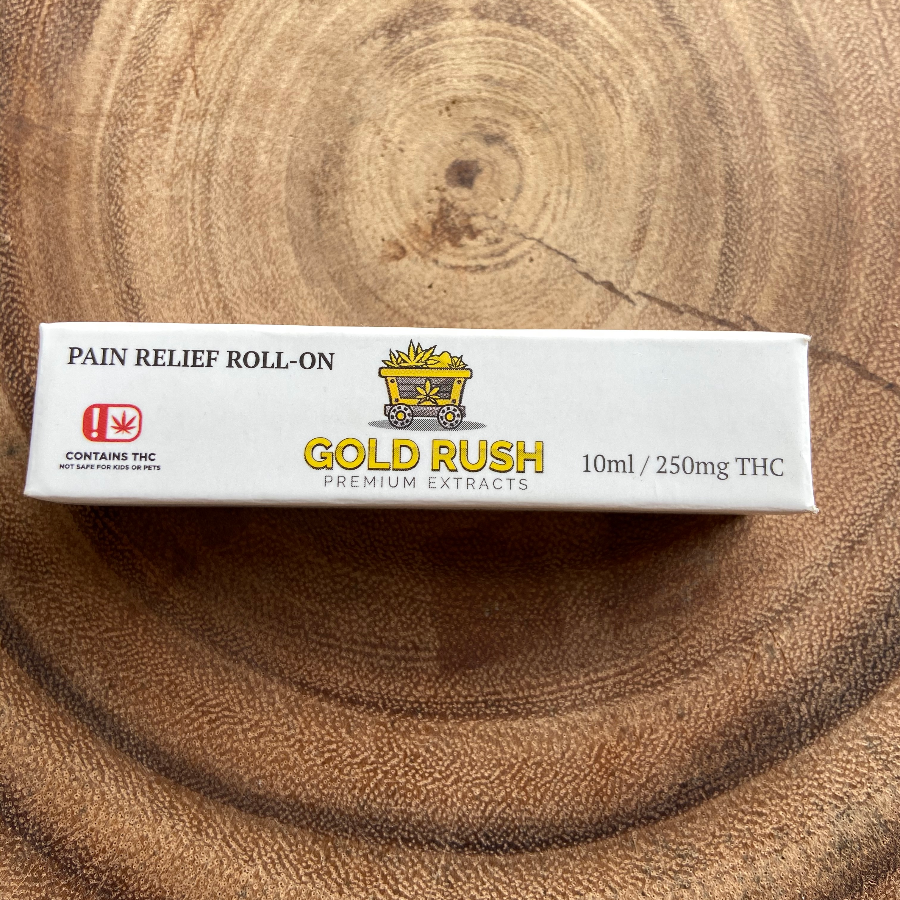 PAIN RELIEF ROLL-ON
!
CONTAINS THC
NOT SAFE FOR KIDS OR PETS
GOLD RUSH
PREMIUM EXTRACTS
10ml / 250mg THC